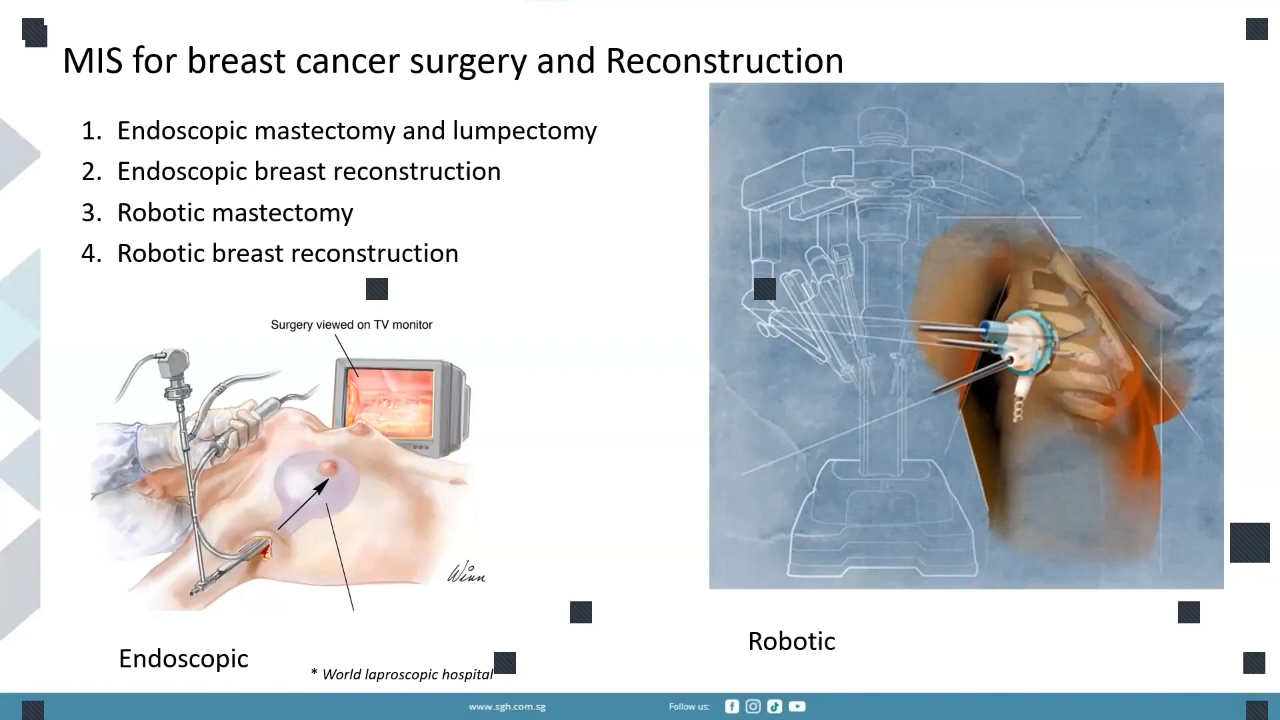 MIS for breast cancer surgery and Reconstruction
1. Endoscopic mastectomy and lumpectomy
2. Endoscopic breast reconstruction
3. Robotic mastectomy
4. Robotic breast reconstruction
Surgery viewed on TV monitor
Winn
Endoscopic
* World laproscopic hospital
Robotic
www.sgh.com.sg
Follow us: